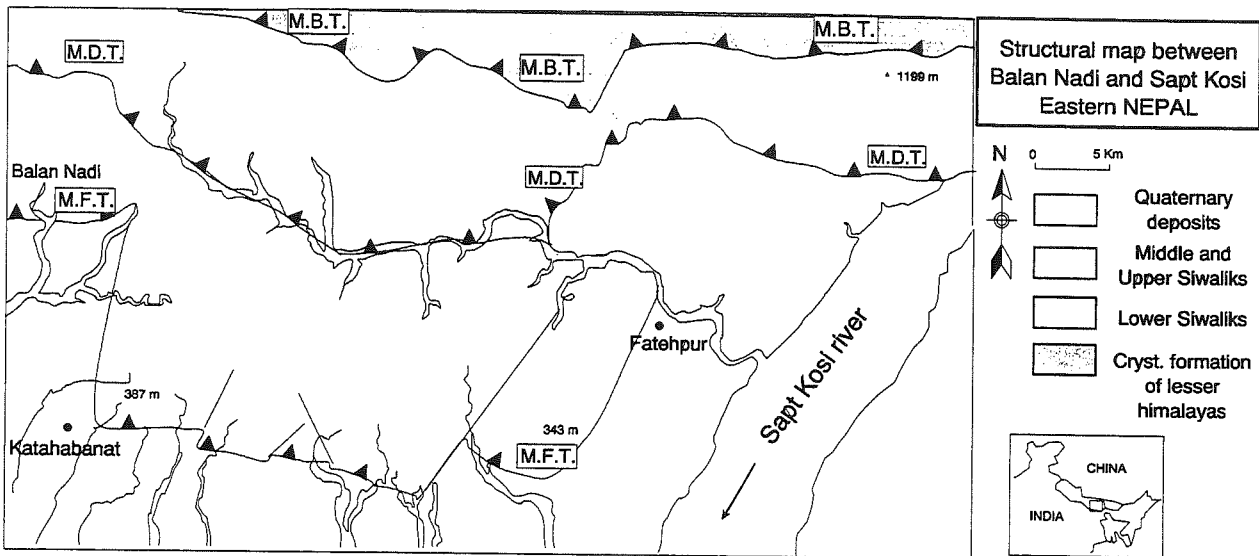 M.B.T.
M.B.T.
M.D.T.
M.B.T.
1199 m
M.D.T.
M.D.T.
Balan Nadi
M.F.T.
Fatehpur
Sapt Kosi river
387 m
Katahabanat
343 m
M.F.T.
Structural map between
Balan Nadi and Sapt Kosi
Eastern NEPAL
N
0 5 Km
Quaternary
deposits
Middle and
Upper Siwaliks
Lower Siwaliks
Cryst. formation
of lesser
himalayas
CHINA
INDIA